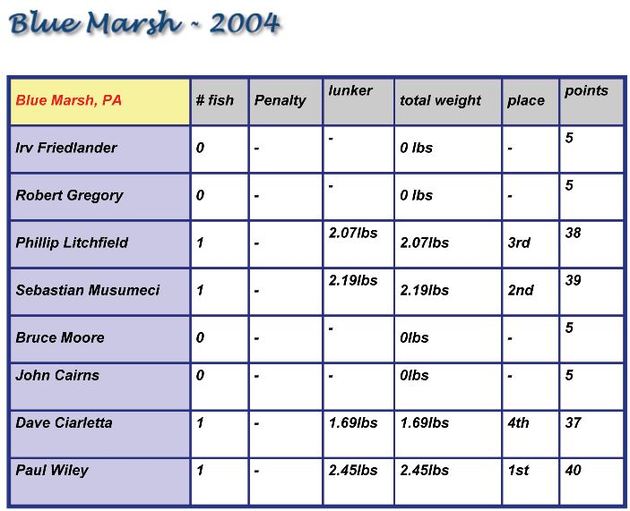 Blue Marsh - 2004
Blue Marsh, PA # fish Penalty lunker total weight place points
Irv Friedlander 0 - - 0 lbs - 5
Robert Gregory 0 - - 0 lbs - 5
Phillip Litchfield 1 - 2.07lbs 2.07lbs 3rd 38
Sebastian Musumeci 1 - 2.19lbs 2.19lbs 2nd 39
Bruce Moore 0 - - 0lbs - 5
John Cairns 0 - - 0lbs - 5
Dave Ciarletta 1 - 1.69lbs 1.69lbs 4th 37
Paul Wiley 1 - 2.45lbs 2.45lbs 1st 40